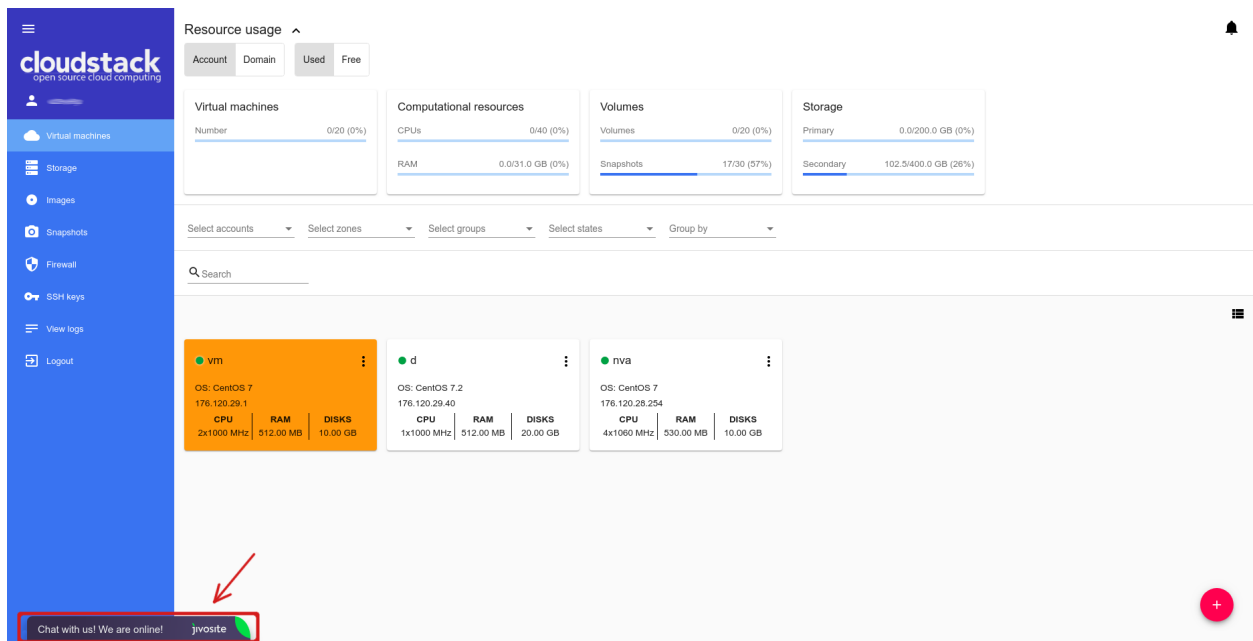 Resource usage
Account Domain Used Free
Virtual machines
Number 0/20 (0%)
Computational resources
CPUs 0/40 (0%)
RAM 0.0/31.0 GB (0%)
Volumes
Volumes 0/20 (0%)
Snapshots 17/30 (57%)
Storage
Primary 0.0/200.0 GB (0%)
Secondary 102.5/400.0 GB (26%)
cloudstack
open source cloud computing
Virtual machines
Storage
Images
Snapshots
Firewall
SSH keys
View logs
Logout
Select accounts Select zones Select groups Select states Group by
Search
vm
OS: CentOS 7
176.120.29.1
CPU RAM DISKS
2x1000 MHz 512.00 MB 10.00 GB
d
OS: CentOS 7.2
176.120.29.40
CPU RAM DISKS
1x1000 MHz 512.00 MB 20.00 GB
nva
OS: CentOS 7
176.120.28.254
CPU RAM DISKS
4x1060 MHz 530.00 MB 10.00 GB
Chat with us! We are online! jivosite